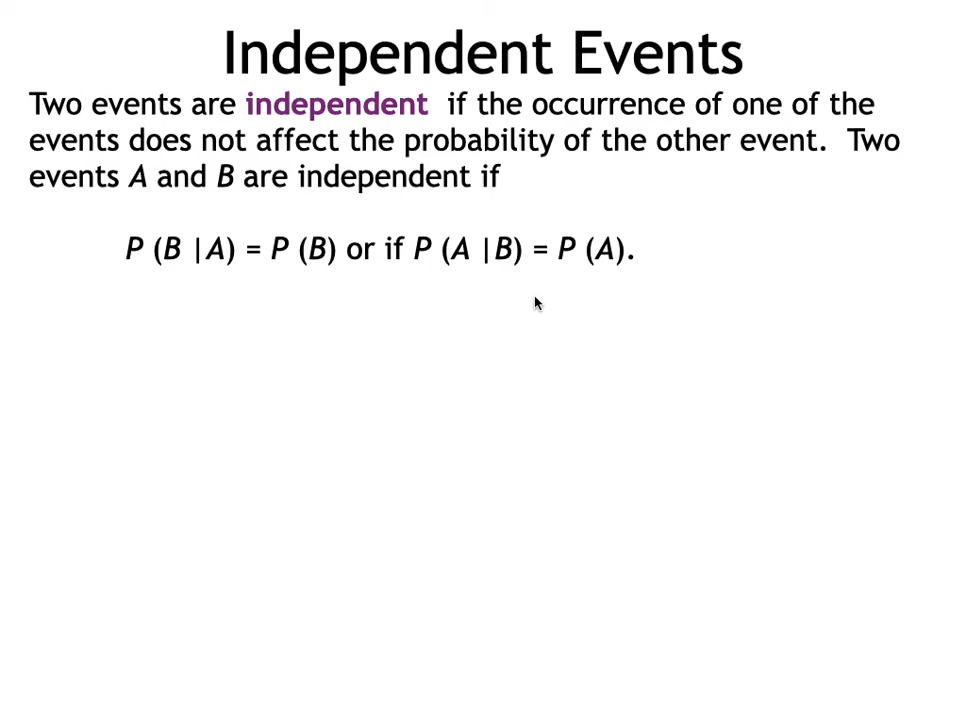 Independent Events
Two events are independent if the occurrence of one of the
events does not affect the probability of the other event. Two
events A and B are independent if
P (B |A) = P (B) or if P (A |B) = P (A).